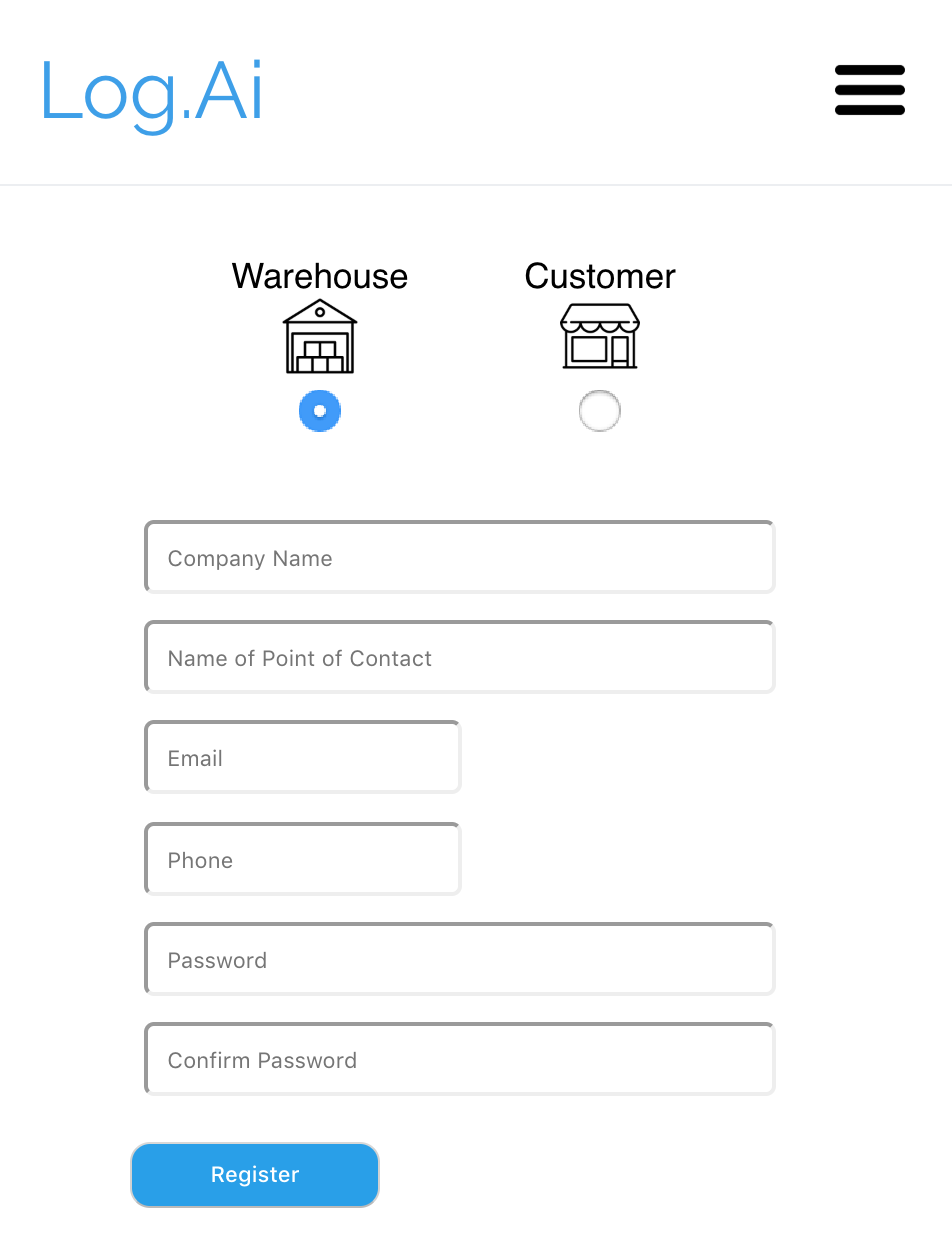 Log.Ai
Warehouse Customer
Company Name
Name of Point of Contact
Email
Phone
Password
Confirm Password
Register